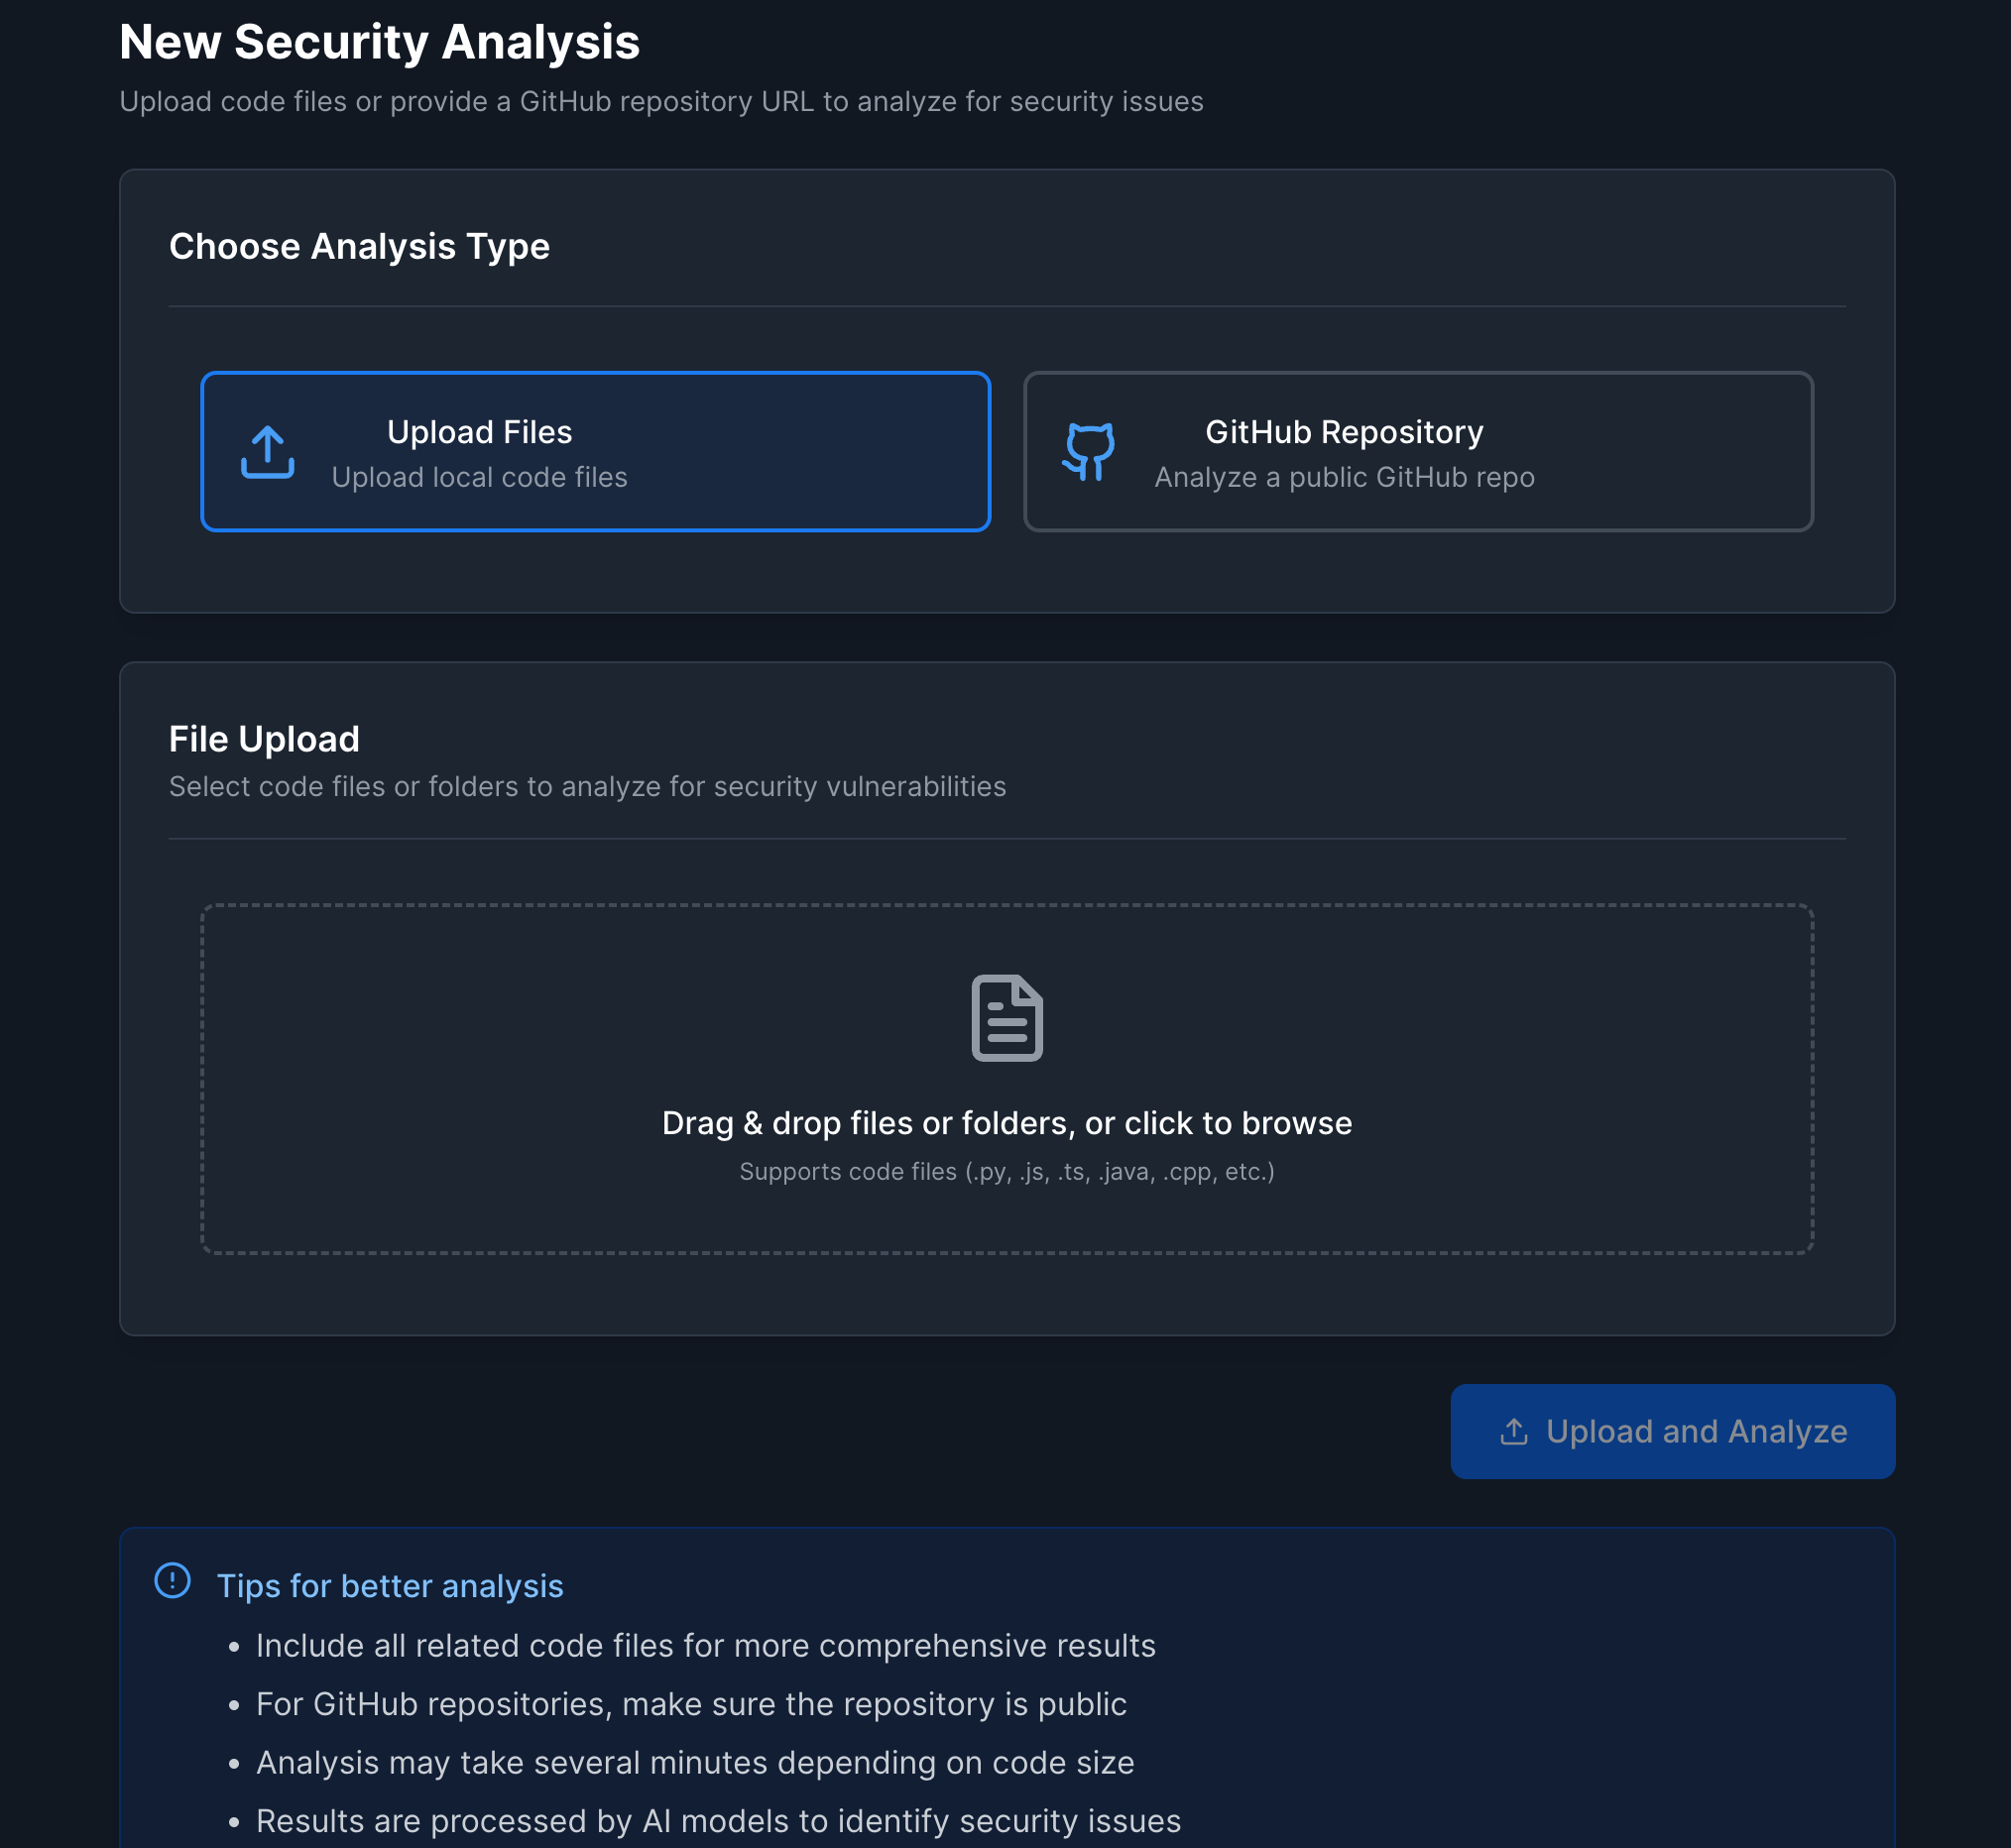 New Security Analysis
Upload code files or provide a GitHub repository URL to analyze for security issues
Choose Analysis Type
Upload Files
Upload local code files
GitHub Repository
Analyze a public GitHub repo
File Upload
Select code files or folders to analyze for security vulnerabilities
Drag & drop files or folders, or click to browse
Supports code files (.py, .js, .ts, .java, .cpp, etc.)
Upload and Analyze
Tips for better analysis
• Include all related code files for more comprehensive results
• For GitHub repositories, make sure the repository is public
• Analysis may take several minutes depending on code size
• Results are processed by AI models to identify security issues